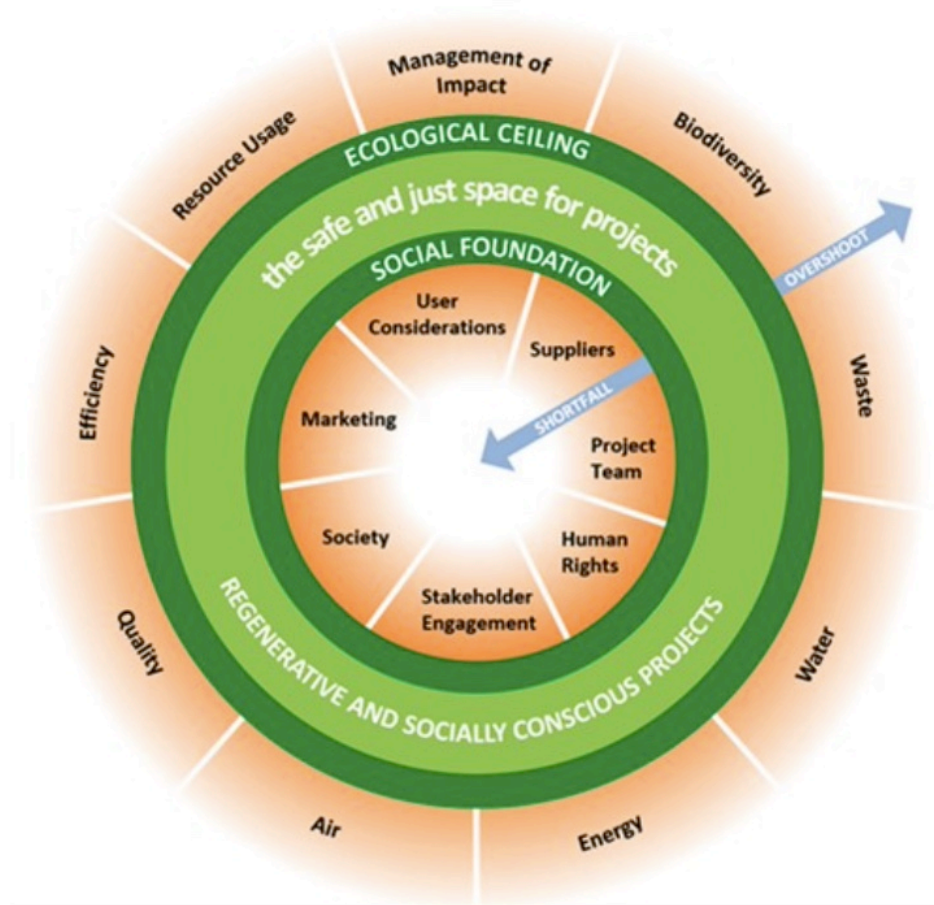 Management of
Impact
Biodiversity
Resource Usage
ECOLOGICAL CEILING
the safe and just space for projects
SOCIAL FOUNDATION
OVERSHOOT
User
Considerations
Suppliers
SHORTFALL
Efficiency
Waste
Marketing
Project
Team
Society
Human
Rights
Stakeholder
Engagement
REGENERATIVE AND SOCIALLY CONSCIOUS PROJECTS
Quality
Water
Air
Energy